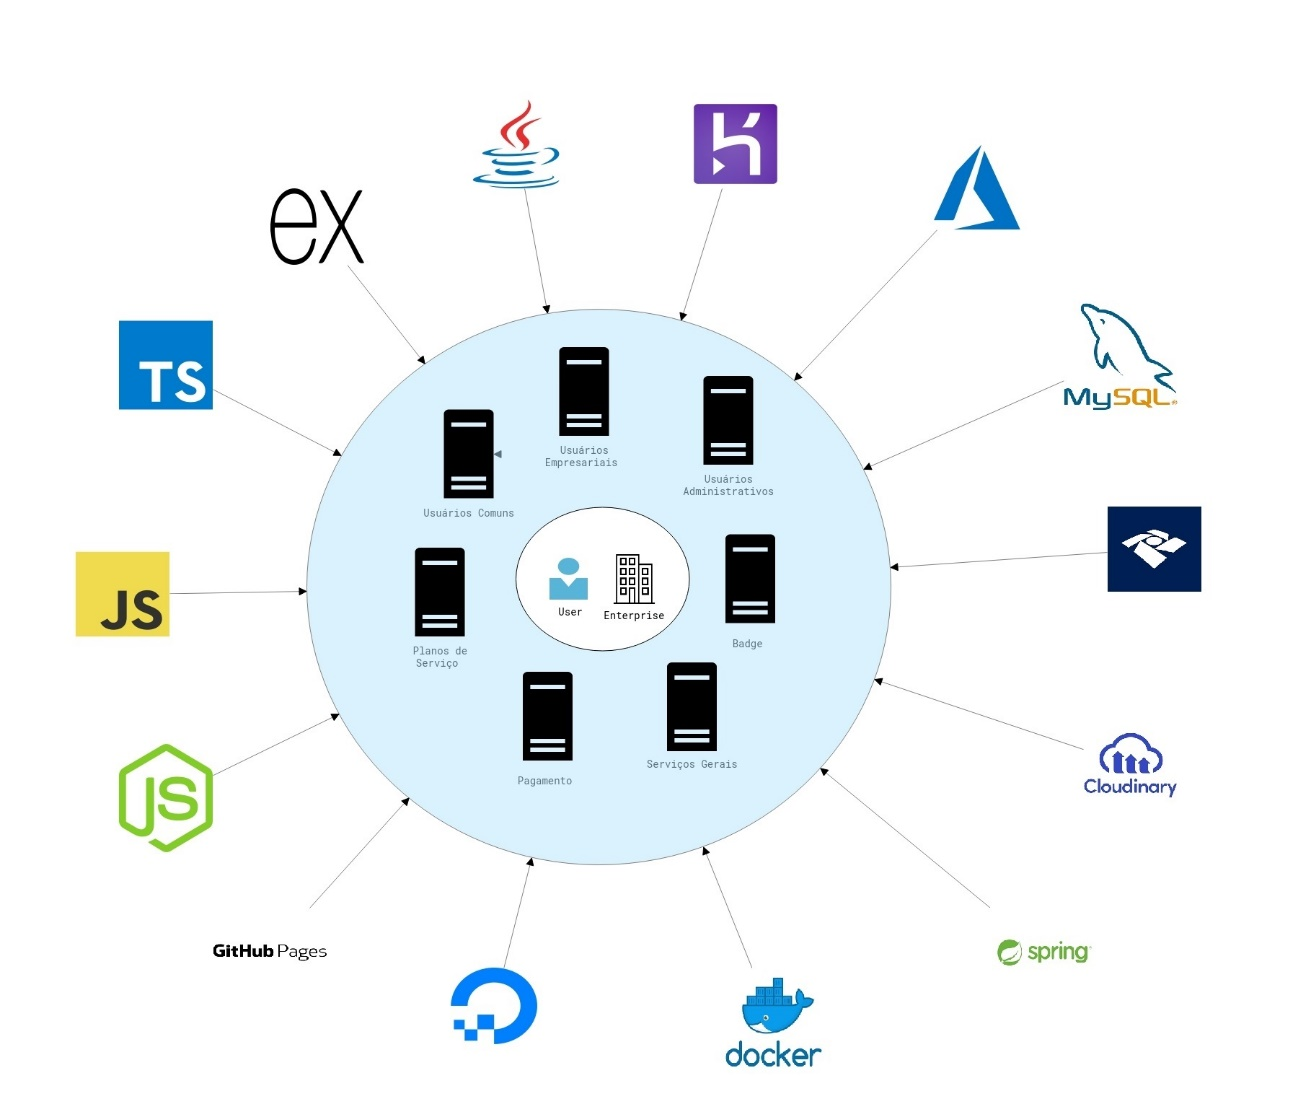 ex
TS
MySQL®
Usuários
Empresariais
Usuários
Administrativos
Usuários Comuns
User
Enterprise
JS
Planos de
Serviço
Badge
Serviços Gerais
Pagamento
JS
Cloudinary
GitHub Pages
spring
docker